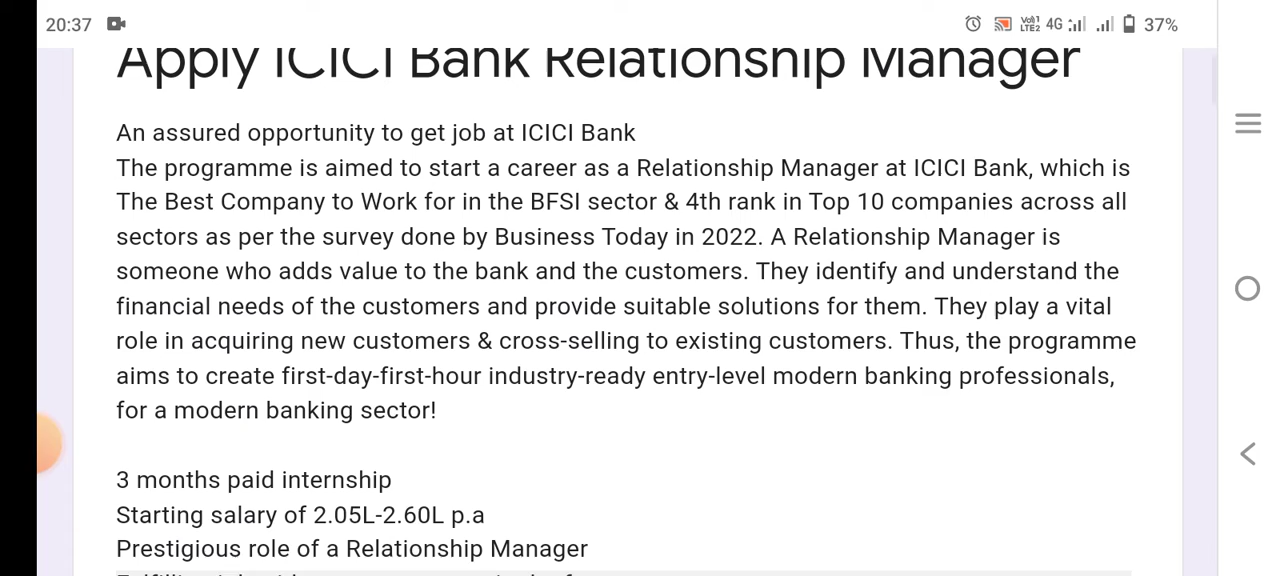 20:37
Vo)) 1
LTE2
4G
37%
Apply ICICI Bank Relationship Manager
An assured opportunity to get job at ICICI Bank
The programme is aimed to start a career as a Relationship Manager at ICICI Bank, which is
The Best Company to Work for in the BFSI sector & 4th rank in Top 10 companies across all
sectors as per the survey done by Business Today in 2022. A Relationship Manager is
someone who adds value to the bank and the customers. They identify and understand the
financial needs of the customers and provide suitable solutions for them. They play a vital
role in acquiring new customers & cross-selling to existing customers. Thus, the programme
aims to create first-day-first-hour industry-ready entry-level modern banking professionals,
for a modern banking sector!
3 months paid internship
Starting salary of 2.05L-2.60L p.a
Prestigious role of a Relationship Manager